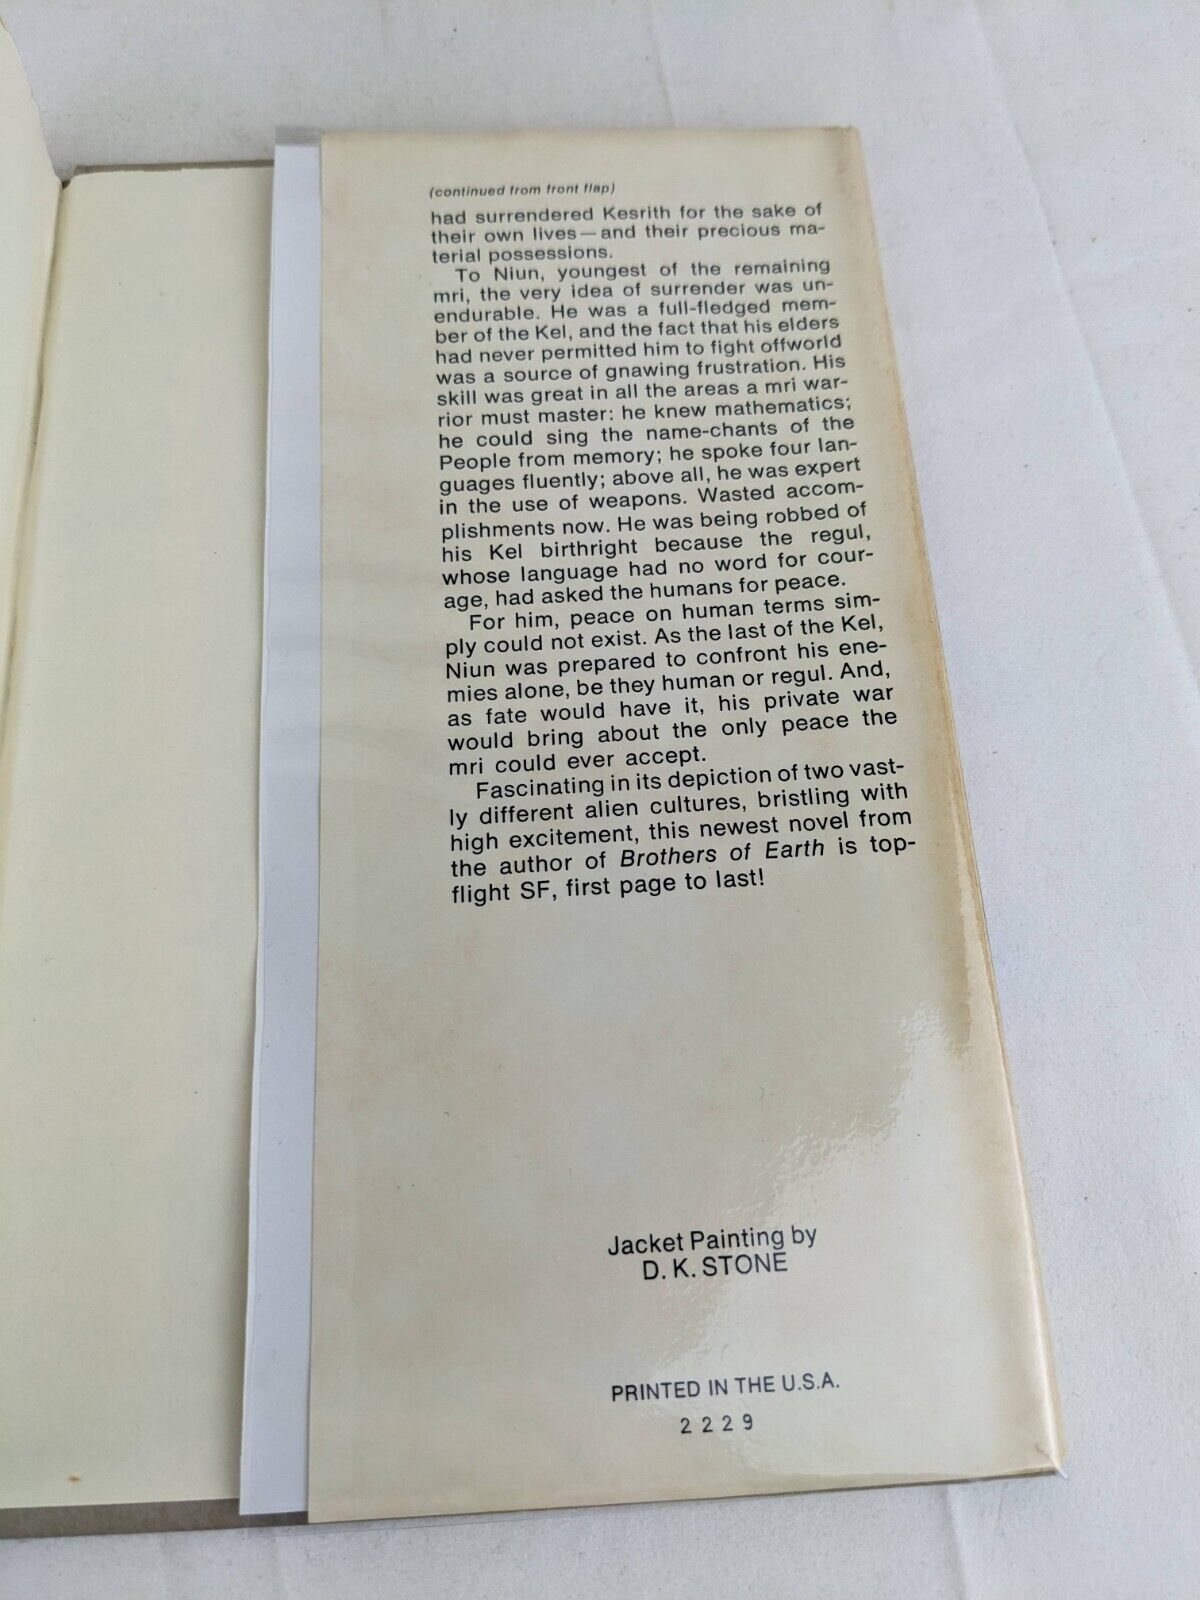 (continued from front flap)
had surrendered Kesrith for the sake of
their own lives—and their precious ma-
terial possessions.
To Niun, youngest of the remaining
mri, the very idea of surrender was un-
endurable. He was a full-fledged mem-
ber of the Kel, and the fact that his elders
had never permitted him to fight offworld
was a source of gnawing frustration. His
skill was great in all the areas a mri war-
rior must master: he knew mathematics;
he could sing the name-chants of the
People from memory; he spoke four lan-
guages fluently; above all, he was expert
in the use of weapons. Wasted accom-
plishments now. He was being robbed of
his Kel birthright because the regul,
whose language had no word for cour-
age, had asked the humans for peace.
For him, peace on human terms sim-
ply could not exist. As the last of the Kel,
Niun was prepared to confront his ene-
mies alone, be they human or regul. And,
as fate would have it, his private war
would bring about the only peace the
mri could ever accept.
Fascinating in its depiction of two vast-
ly different alien cultures, bristling with
high excitement, this newest novel from
the author of Brothers of Earth is top-
flight SF, first page to last!
Jacket Painting by
D. K. STONE
PRINTED IN THE U.S.A.
2 2 2 9